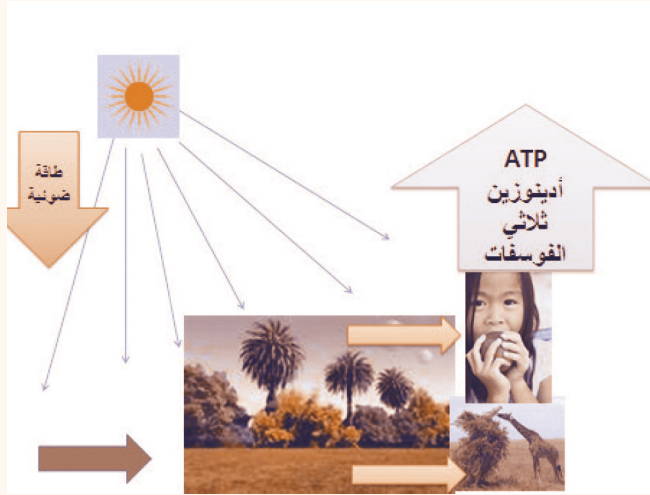 طاقة
ضوئية
ATP
أدينوزين
ثلاثي
الفوسفات